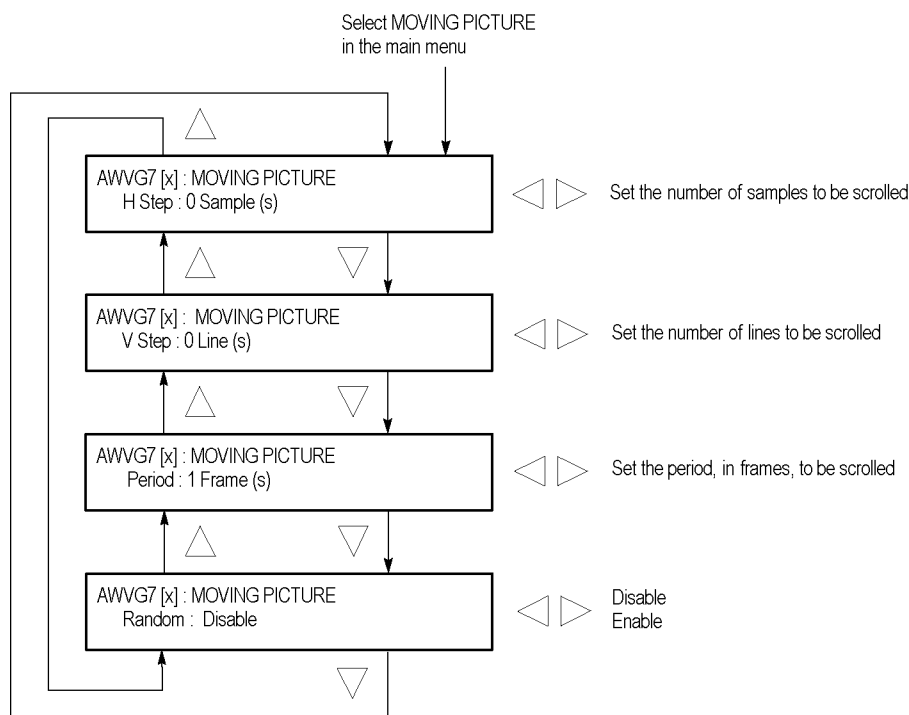 Select MOVING PICTURE
in the main menu
AWVG7 [x] : MOVING PICTURE
H Step : 0 Sample (s)
Set the number of samples to be scrolled
AWVG7 [x] : MOVING PICTURE
V Step : 0 Line (s)
Set the number of lines to be scrolled
AWVG7 [x] : MOVING PICTURE
Period : 1 Frame (s)
Set the period, in frames, to be scrolled
AWVG7 [x] : MOVING PICTURE
Random : Disable
Disable
Enable